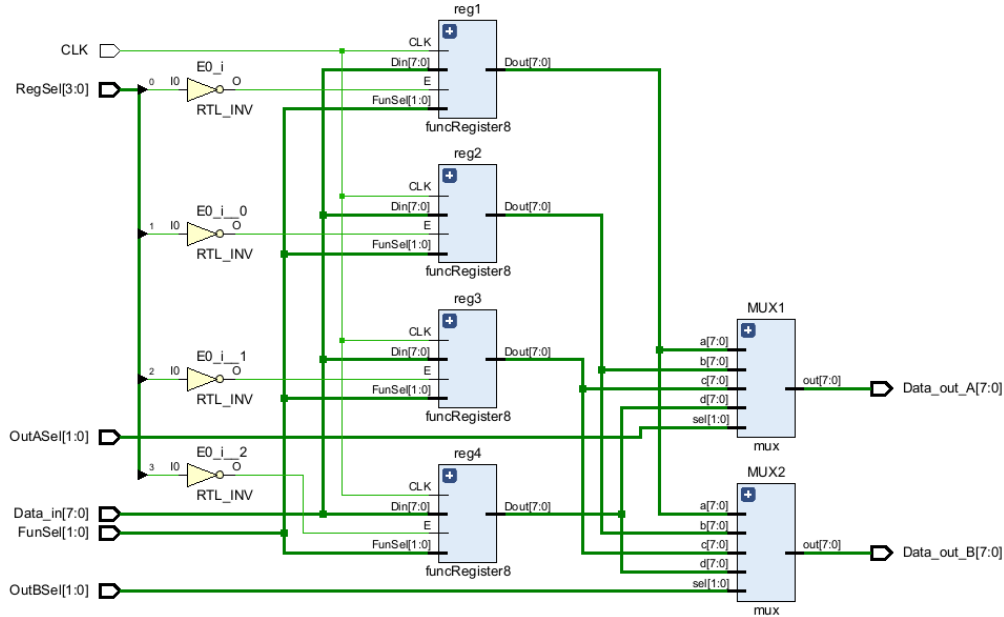 reg1
CLK
CLK
Din[7:0]
Dout[7:0]
E
FunSel[1:0]
funcRegister8
RegSel[3:0]
0
I0
E0_i
O
RTL_INV
reg2
CLK
Din[7:0]
Dout[7:0]
E
FunSel[1:0]
funcRegister8
1
I0
E0_i__0
O
RTL_INV
reg3
CLK
Din[7:0]
Dout[7:0]
E
FunSel[1:0]
funcRegister8
2
I0
E0_i__1
O
RTL_INV
MUX1
a[7:0]
b[7:0]
c[7:0]
d[7:0]
sel[1:0]
out[7:0]
mux
Data_out_A[7:0]
OutASel[1:0]
3
I0
E0_i__2
O
RTL_INV
reg4
CLK
Din[7:0]
Dout[7:0]
E
FunSel[1:0]
funcRegister8
Data_in[7:0]
FunSel[1:0]
MUX2
a[7:0]
b[7:0]
c[7:0]
d[7:0]
sel[1:0]
out[7:0]
mux
Data_out_B[7:0]
OutBSel[1:0]